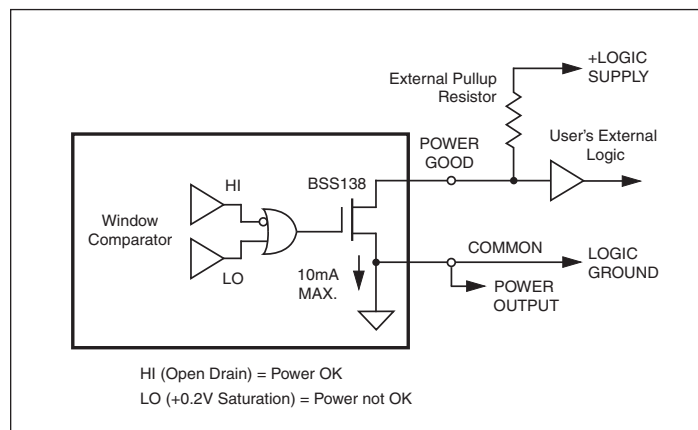 +LOGIC
SUPPLY
External Pullup
Resistor
User's External
Logic
POWER
GOOD
BSS138
HI
Window
Comparator
LO
10mA
MAX.
COMMON
LOGIC
GROUND
POWER
OUTPUT
HI (Open Drain) = Power OK
LO (+0.2V Saturation) = Power not OK